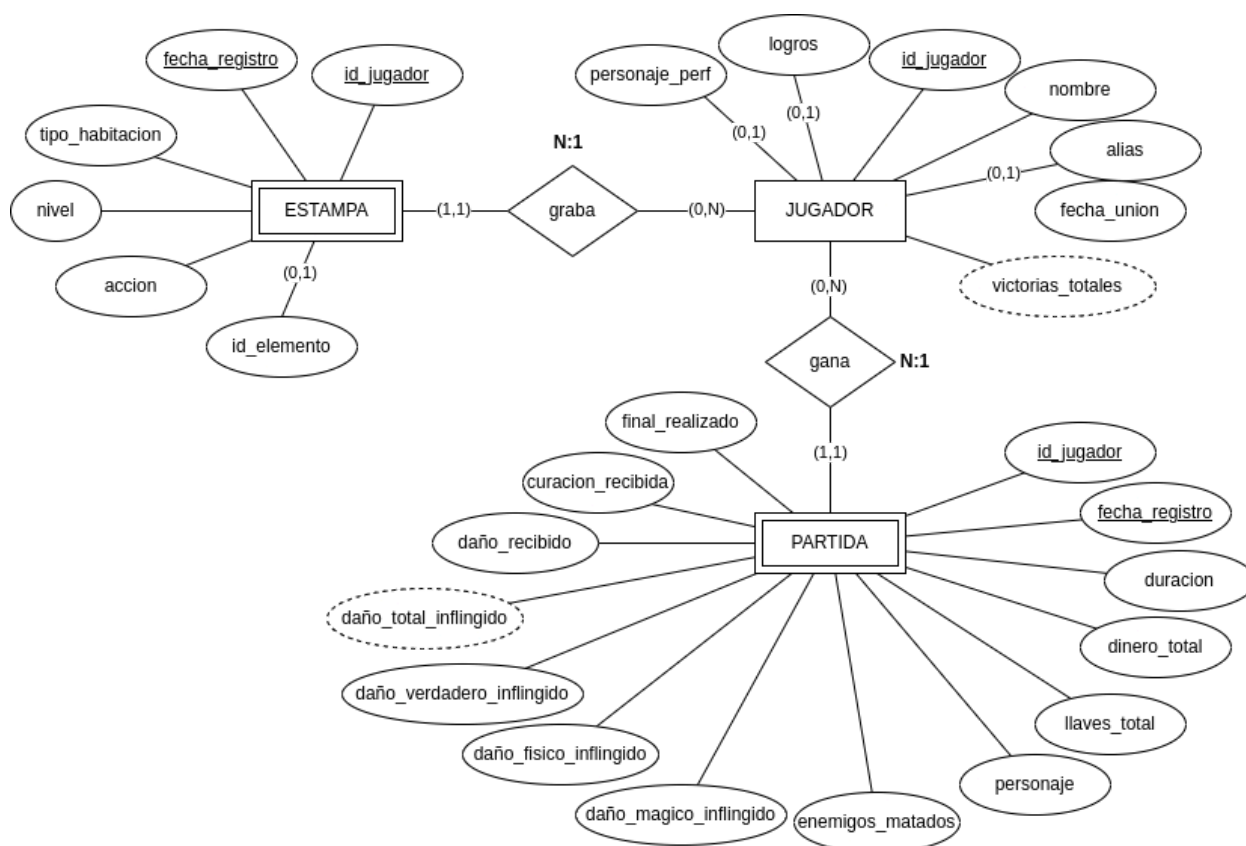 logros
fecha_registro
id_jugador
personaje_perf
id_jugador
nombre
(0,1)
tipo_habitacion
(0,1)
N:1
alias
(0,1)
nivel
ESTAMPA
(1,1)
graba
(0,N)
JUGADOR
fecha_union
(0,1)
accion
victorias_totales
(0,N)
id_elemento
gana
N:1
final_realizado
(1,1)
id_jugador
curacion_recibida
fecha_registro
daño_recibido
PARTIDA
duracion
daño_total_inflingido
dinero_total
daño_verdadero_inflingido
llaves_total
daño_fisico_inflingido
personaje
daño_magico_inflingido
enemigos_matados